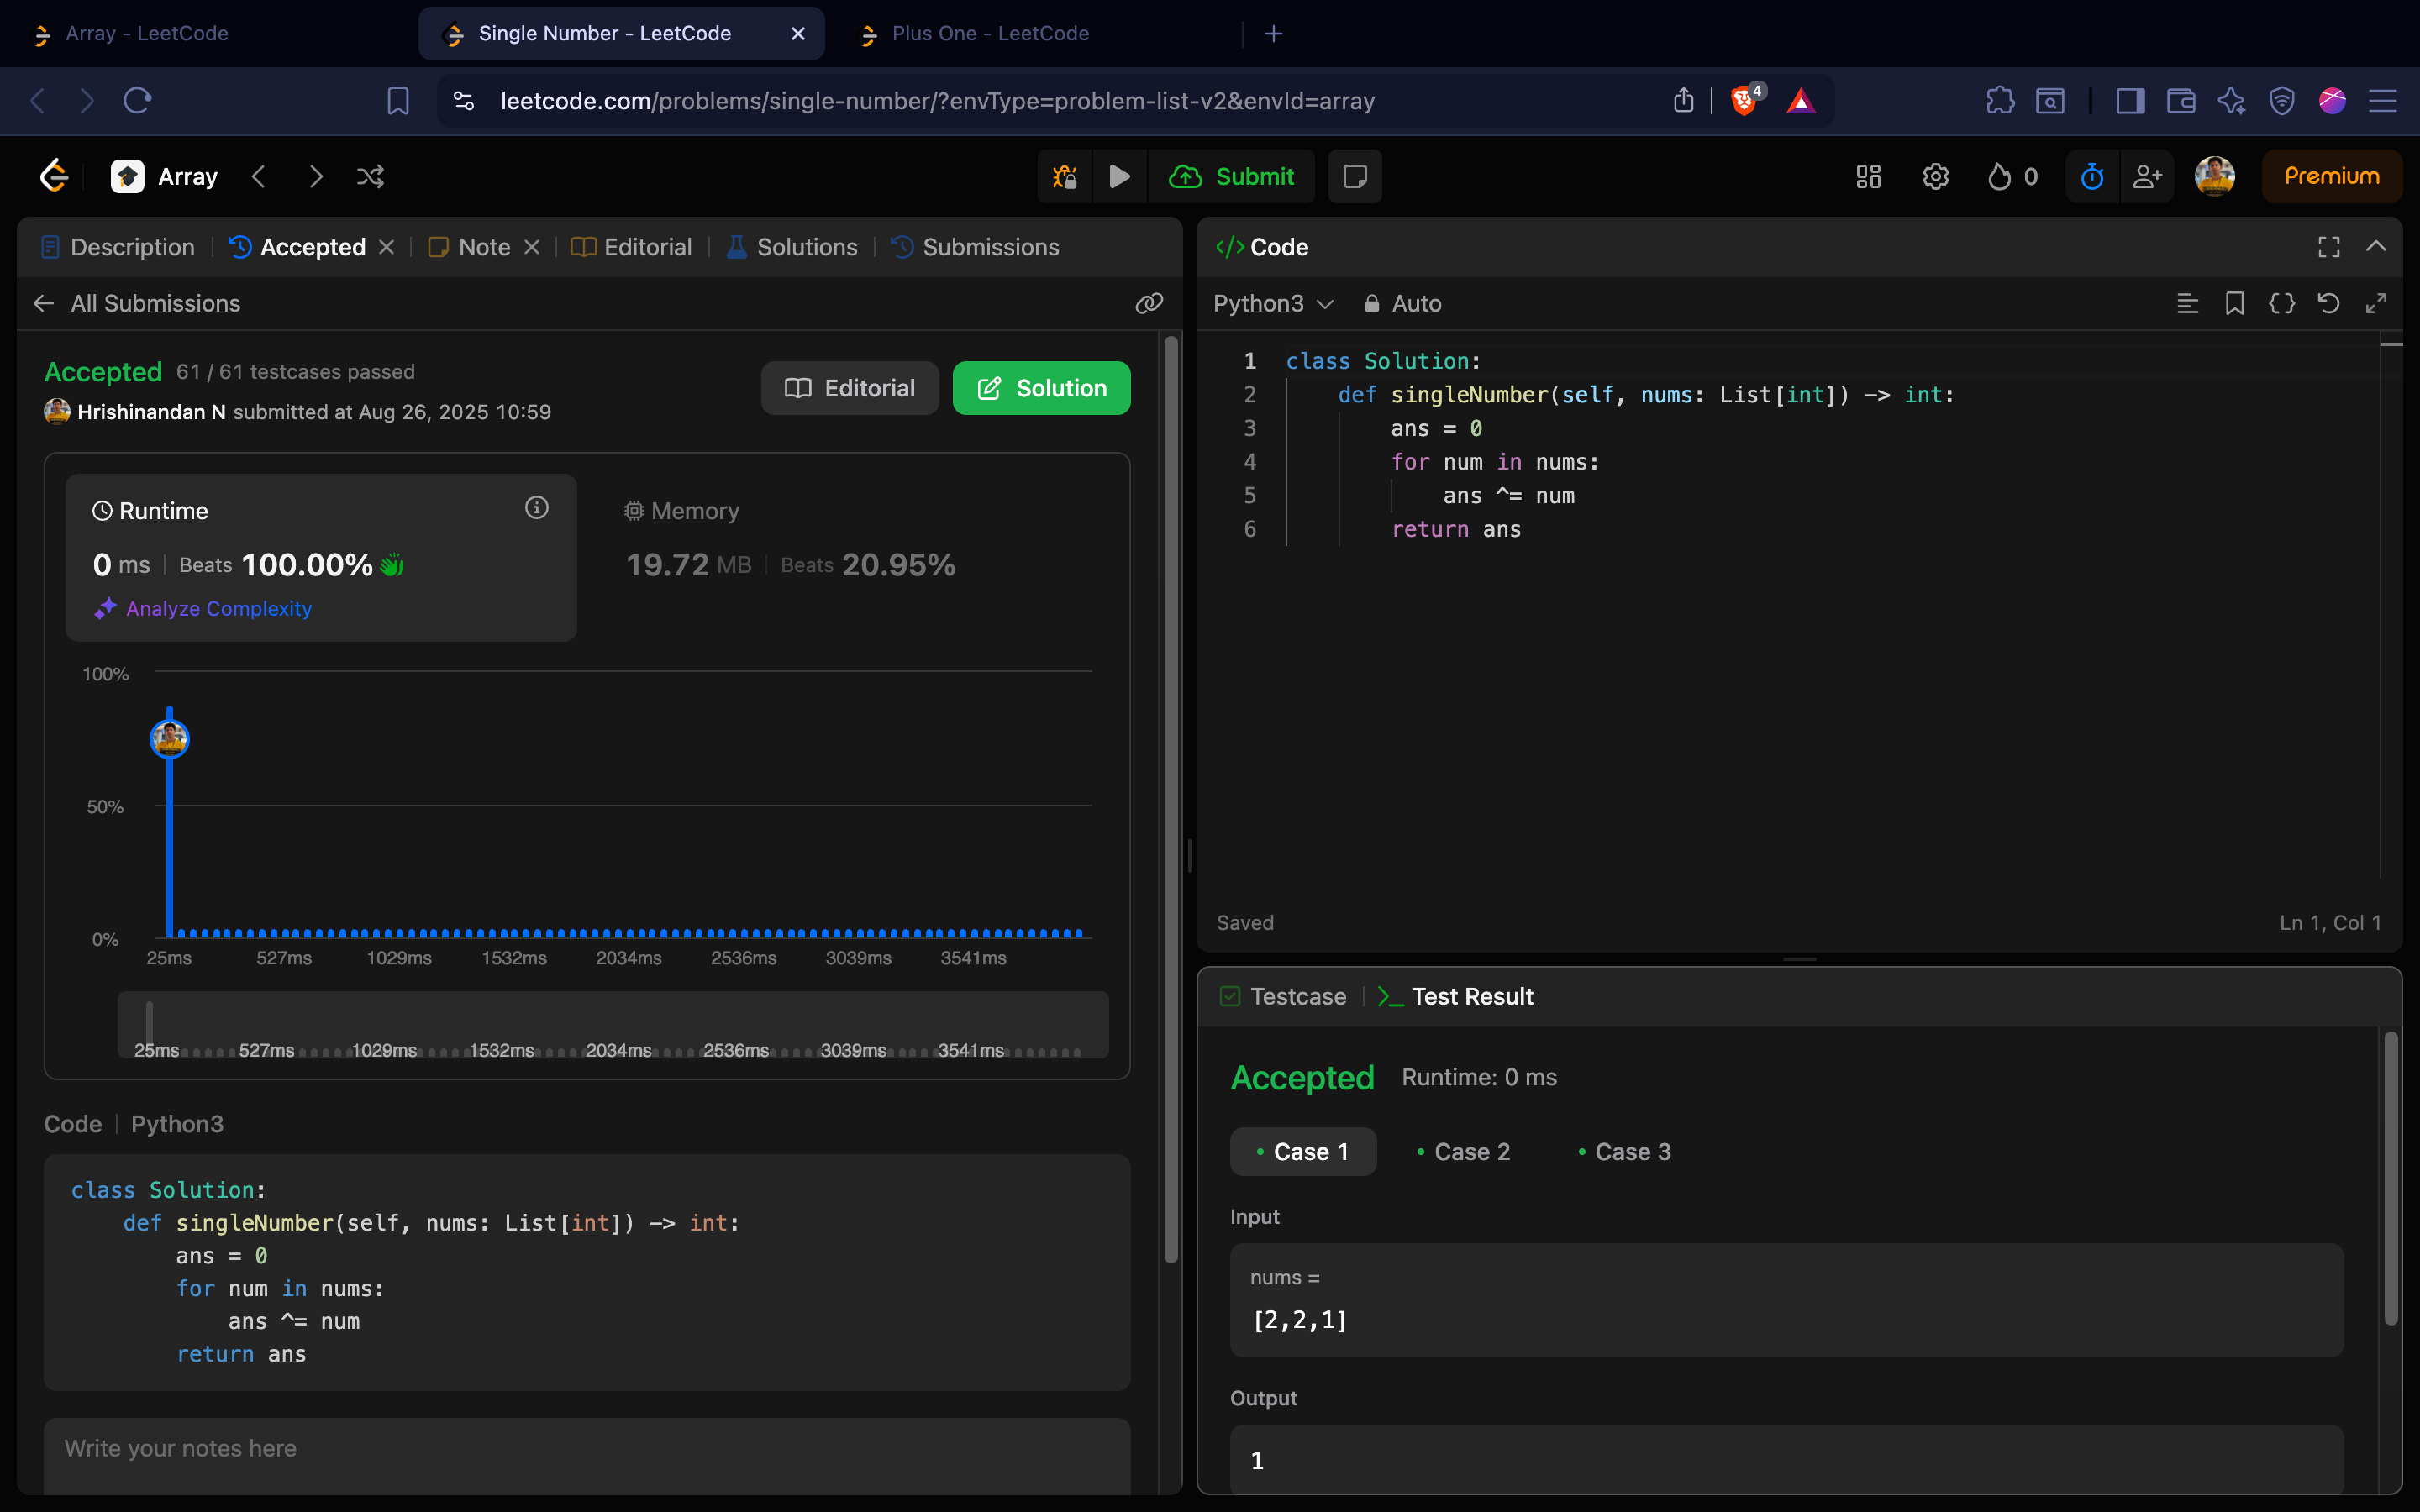 Array - LeetCode
Single Number - LeetCode
Plus One - LeetCode
leetcode.com/problems/single-number/?envType=problem-list-v2&envId=array
4
Array
Submit
0
Premium
Description
Accepted
Note
Editorial
Solutions
Submissions
All Submissions
Accepted 61 / 61 testcases passed
Hrishinandan N submitted at Aug 26, 2025 10:59
Editorial
Solution
Runtime
0 ms | Beats 100.00%
Analyze Complexity
Memory
19.72 MB | Beats 20.95%
100%
50%
0%
25ms 527ms 1029ms 1532ms 2034ms 2536ms 3039ms 3541ms
25ms 527ms 1029ms 1532ms 2034ms 2536ms 3039ms 3541ms
Code | Python3
class Solution:
    def singleNumber(self, nums: List[int]) -> int:
        ans = 0
        for num in nums:
            ans ^= num
        return ans
Write your notes here
</> Code
Python3
Auto
1 class Solution:
2     def singleNumber(self, nums: List[int]) -> int:
3         ans = 0
4         for num in nums:
5             ans ^= num
6         return ans
Saved
Ln 1, Col 1
Testcase
>_ Test Result
Accepted Runtime: 0 ms
• Case 1 • Case 2 • Case 3
Input
nums =
[2,2,1]
Output
1